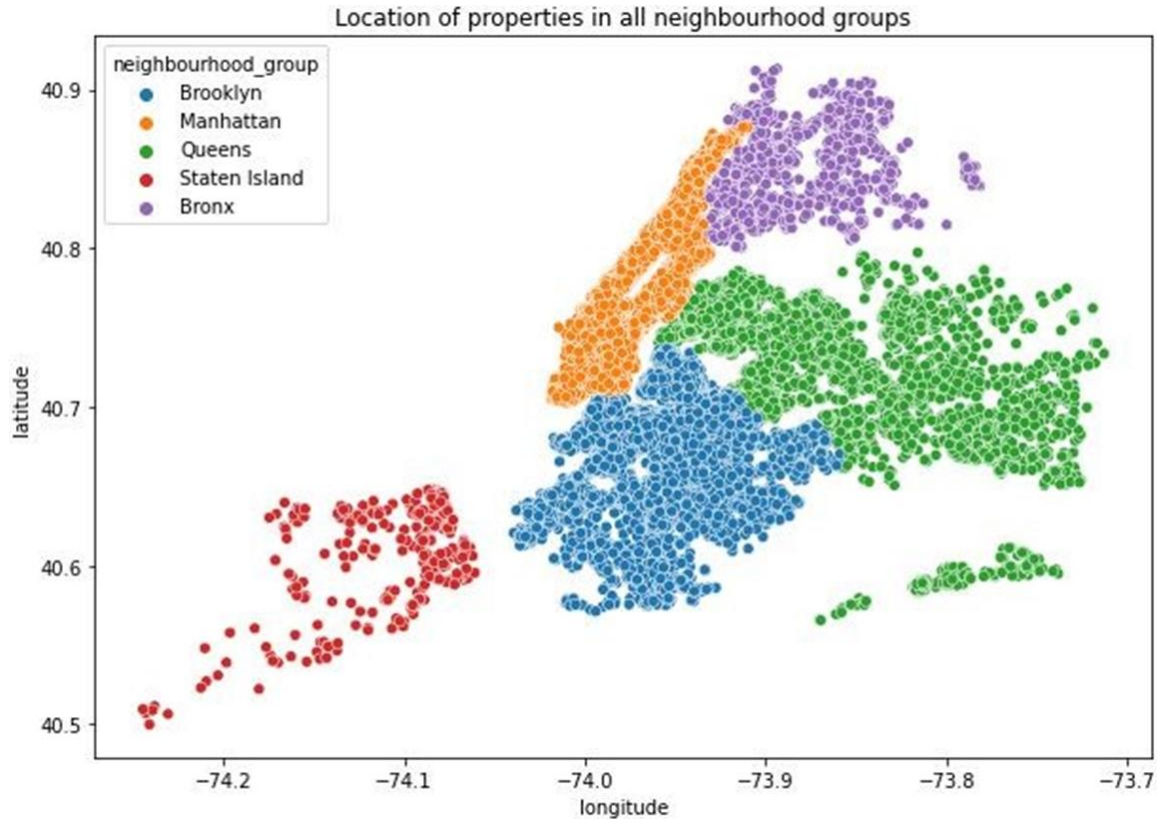 Location of properties in all neighbourhood groups
neighbourhood_group
Brooklyn
Manhattan
Queens
Staten Island
Bronx
40.9
40.8
40.7
40.6
40.5
latitude
−74.2
−74.1
−74.0
−73.9
−73.8
−73.7
longitude